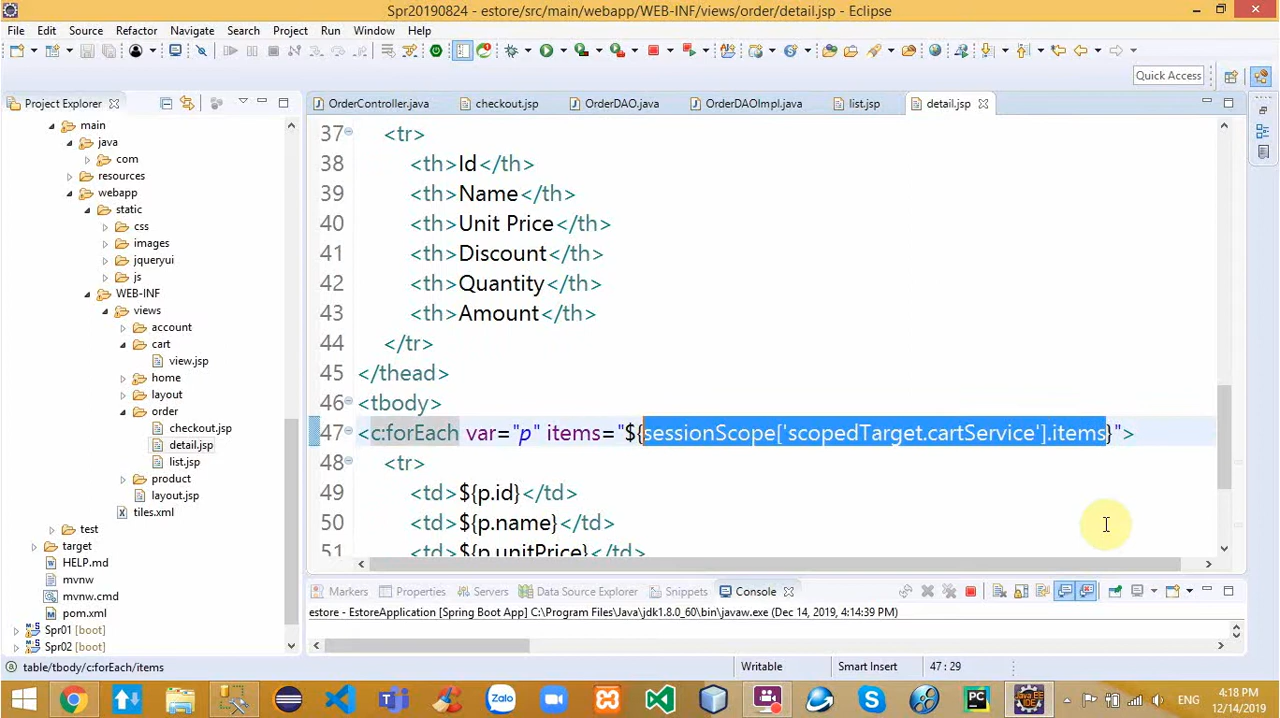 Spr20190824 - estore/src/main/webapp/WEB-INF/views/order/detail.jsp - Eclipse
File Edit Source Refactor Navigate Search Project Run Window Help
Quick Access
Project Explorer
OrderController.java checkout.jsp OrderDAO.java OrderDAOImpl.java list.jsp detail.jsp
main
java
com
resources
webapp
static
css
images
jqueryui
js
WEB-INF
views
account
cart
view.jsp
home
layout
order
checkout.jsp
detail.jsp
list.jsp
product
layout.jsp
tiles.xml
test
target
HELP.md
mvnw
mvnw.cmd
pom.xml
Spr01 [boot]
Spr02 [boot]
37 <tr>
38 <th>Id</th>
39 <th>Name</th>
40 <th>Unit Price</th>
41 <th>Discount</th>
42 <th>Quantity</th>
43 <th>Amount</th>
44 </tr>
45 </thead>
46 <tbody>
47 <c:forEach var="p" items="${sessionScope['scopedTarget.cartService'].items}">
48 <tr>
49 <td>${p.id}</td>
50 <td>${p.name}</td>
51 <td>${p.unitPrice}</td>
Markers Properties Servers Data Source Explorer Snippets Console
estore - EstoreApplication [Spring Boot App] C:\Program Files\Java\jdk1.8.0_60\bin\javaw.exe (Dec 14, 2019, 4:14:39 PM)
table/tbody/c:forEach/items Writable Smart Insert 47 : 29
Zalo
PC
Java EE
IDE
ENG
4:18 PM
12/14/2019